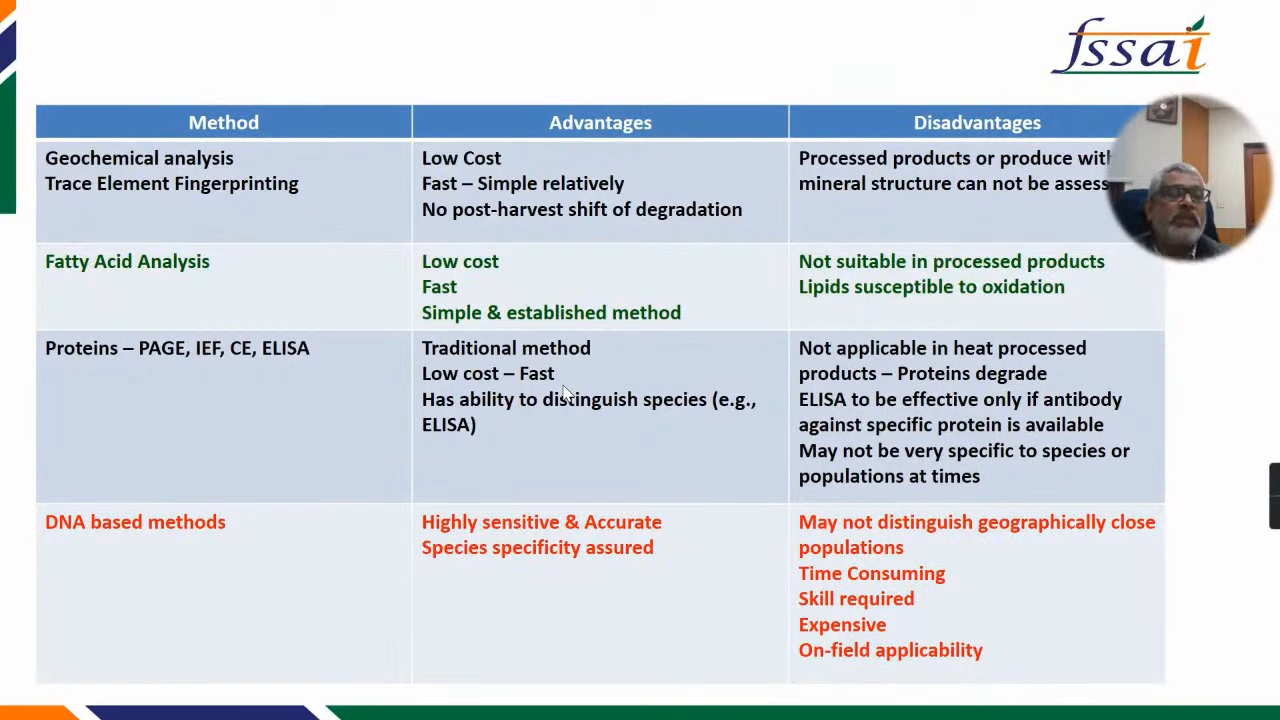 fssai
Method
Advantages
Disadvantages
Geochemical analysis
Trace Element Fingerprinting
Low Cost
Fast – Simple relatively
No post-harvest shift of degradation
Processed products or produce with
mineral structure can not be assess
Fatty Acid Analysis
Low cost
Fast
Simple & established method
Not suitable in processed products
Lipids susceptible to oxidation
Proteins – PAGE, IEF, CE, ELISA
Traditional method
Low cost – Fast
Has ability to distinguish species (e.g.,
ELISA)
Not applicable in heat processed
products – Proteins degrade
ELISA to be effective only if antibody
against specific protein is available
May not be very specific to species or
populations at times
DNA based methods
Highly sensitive & Accurate
Species specificity assured
May not distinguish geographically close
populations
Time Consuming
Skill required
Expensive
On-field applicability